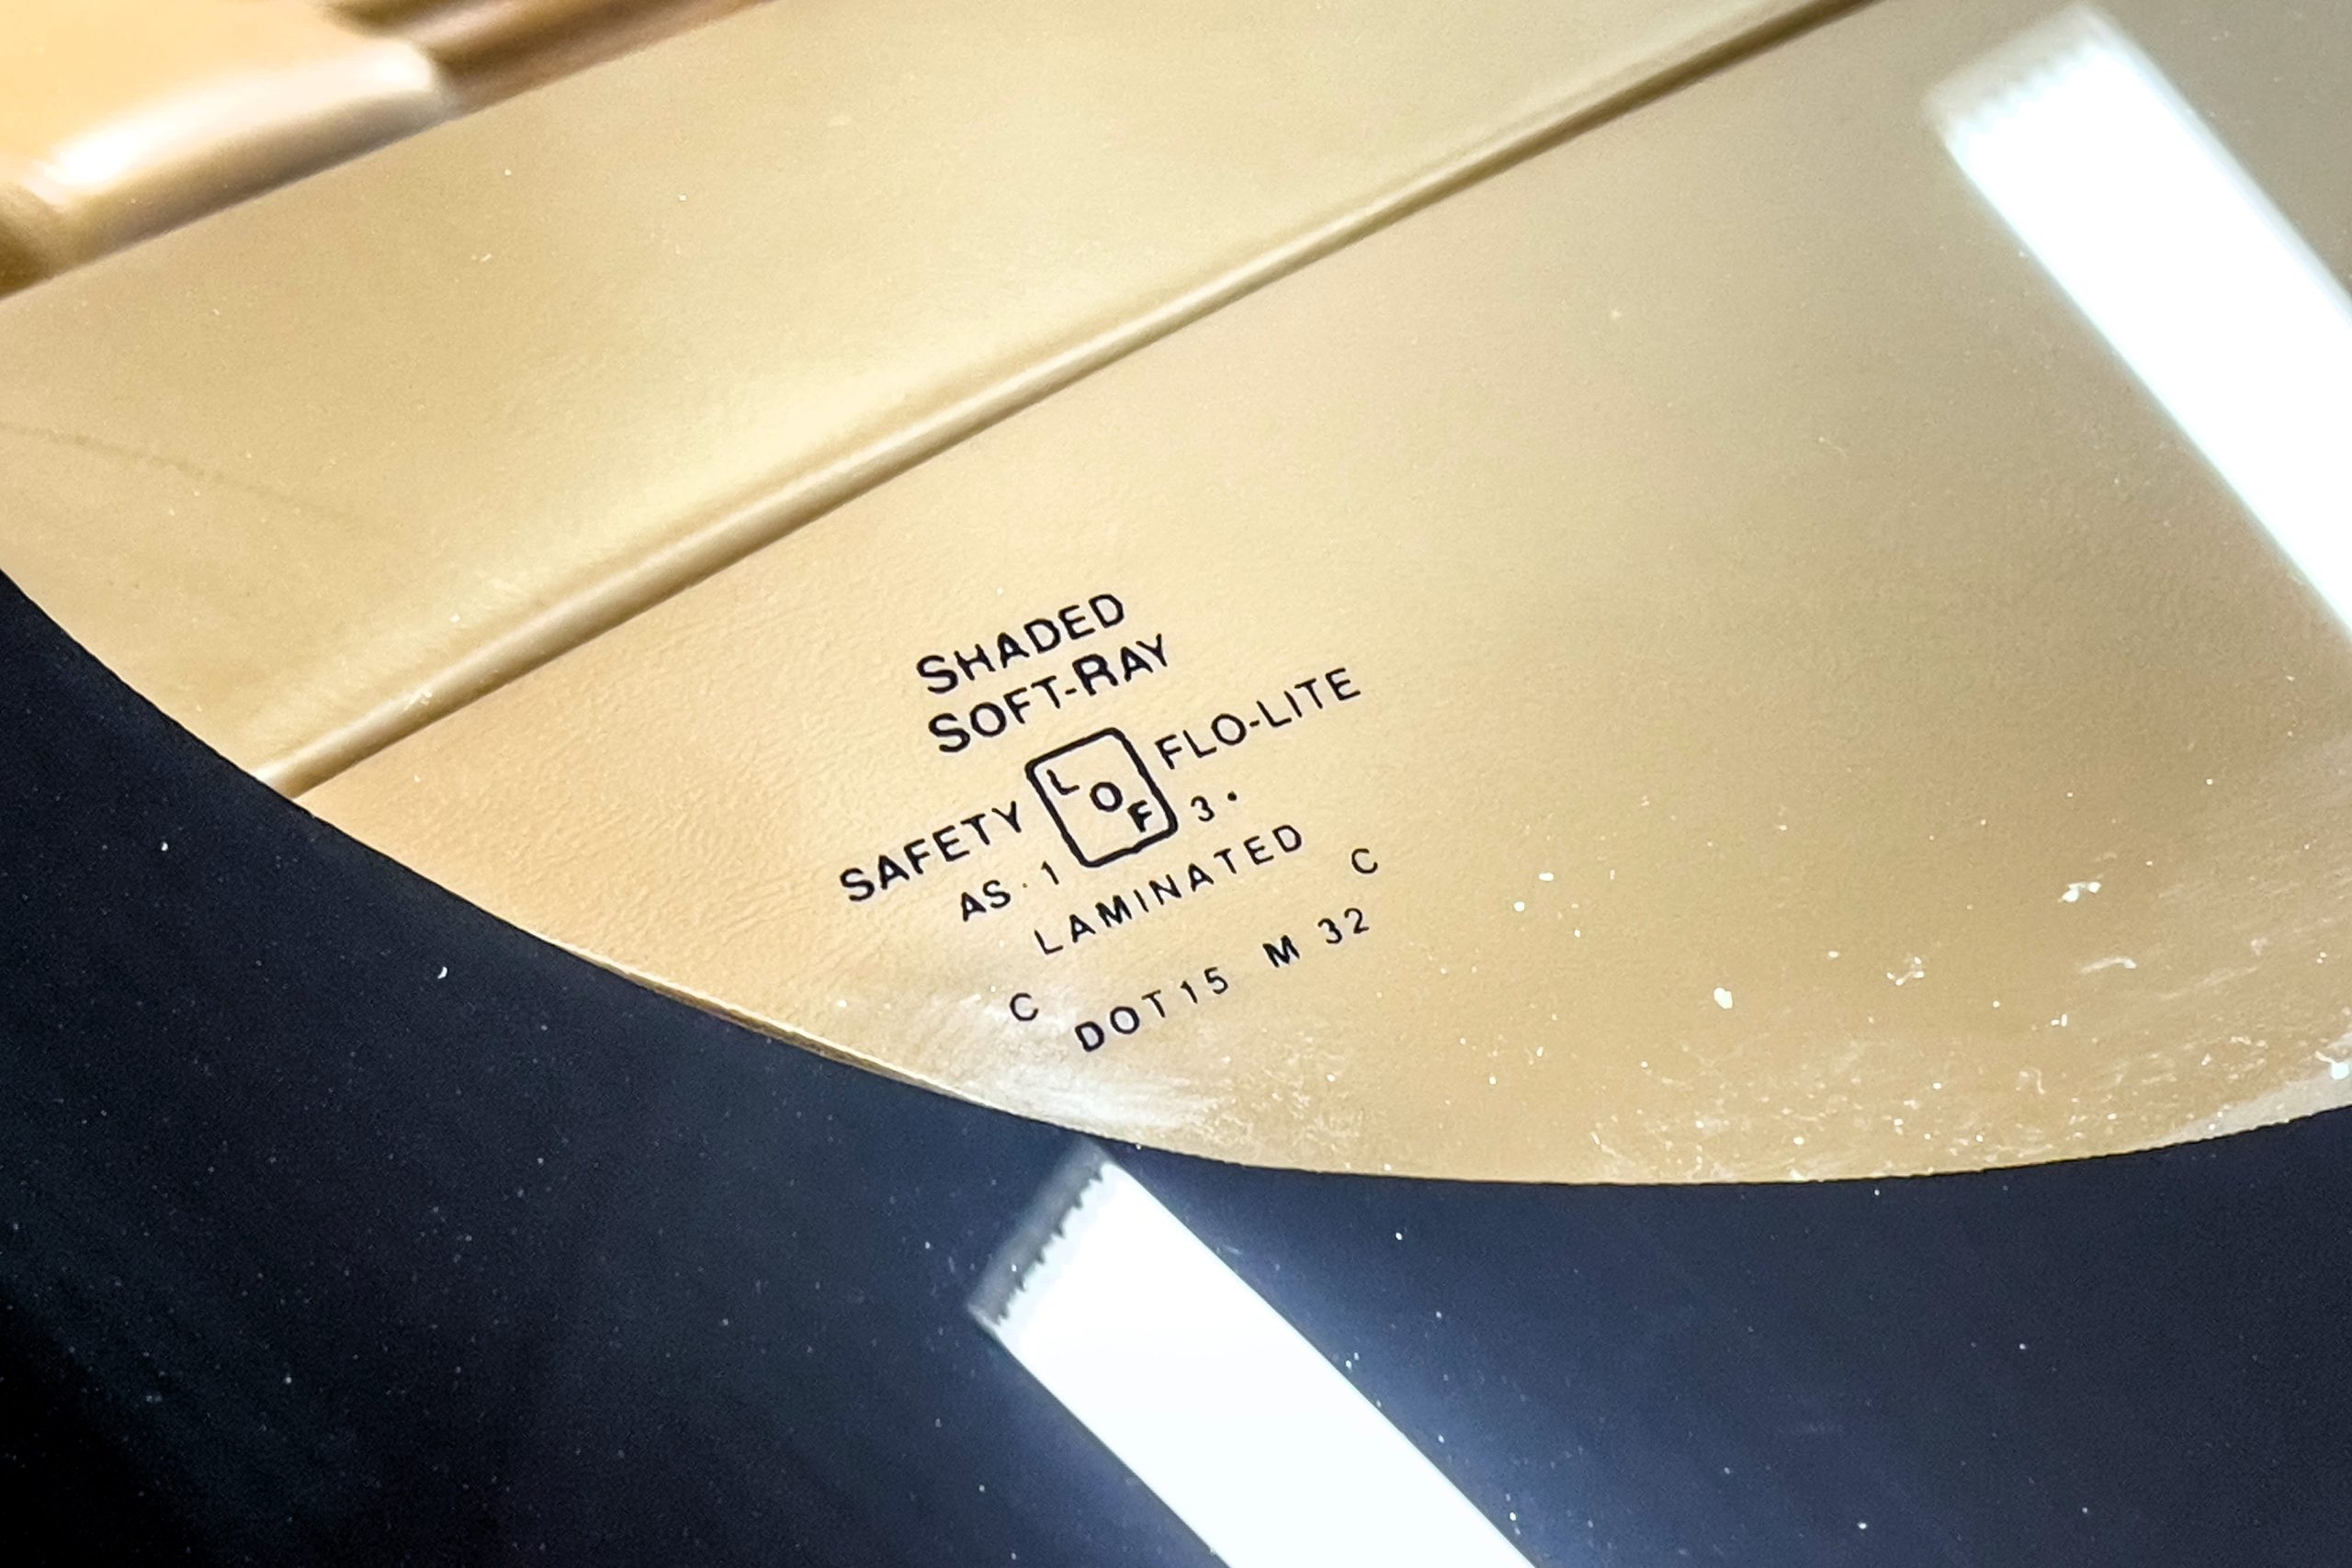 SHADED
SOFT-RAY
SAFETY LOF FLO-LITE
AS·1 3·
LAMINATED
C C
DOT15 M 32